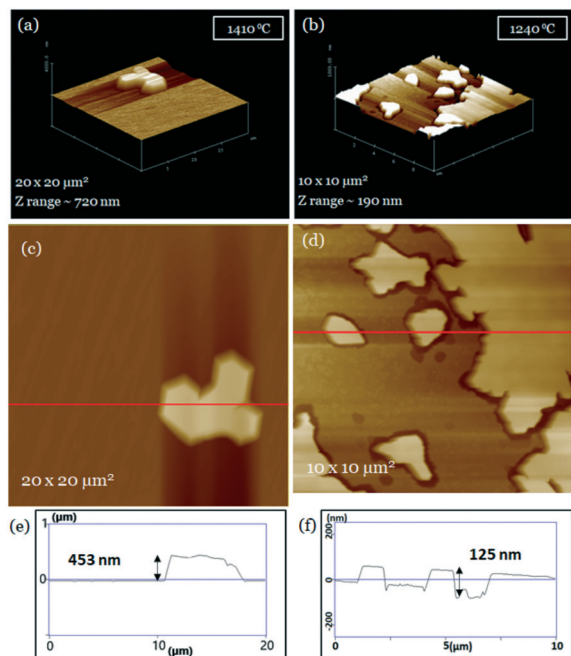 (a)
1410 ⁰C
20 x 20 µm²
Z range ~ 720 nm
(b)
1240 ⁰C
10 x 10 µm²
Z range ~ 190 nm
(c)
20 x 20 µm²
(d)
10 x 10 µm²
(e)
(µm)
1
453 nm
0
0
10
20
(µm)
(f)
(nm)
200
125 nm
0
-200
0
5(µm)
10